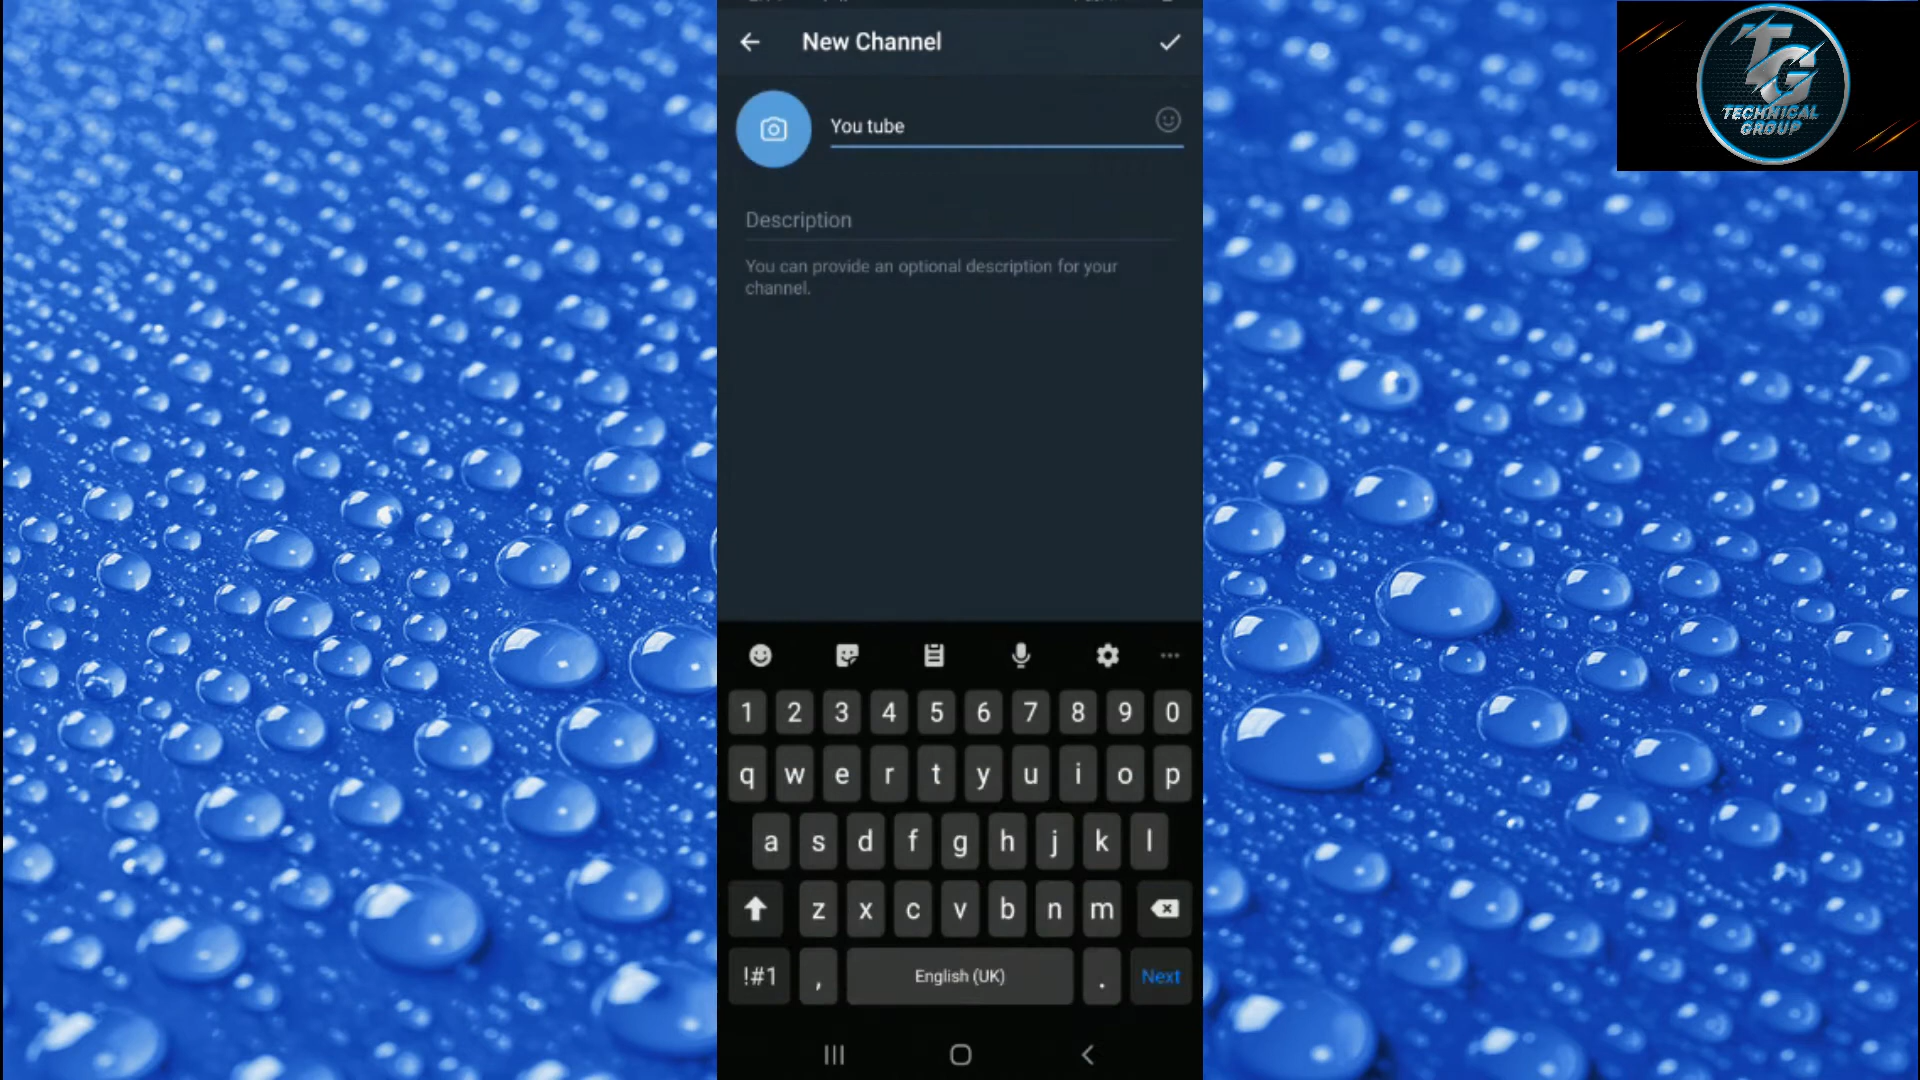 New Channel
You tube
Description
You can provide an optional description for your
channel.
1 2 3 4 5 6 7 8 9 0
q w e r t y u i o p
a s d f g h j k l
z x c v b n m
!#1 , English (UK) . Next
TG
TECHNICAL
GROUP